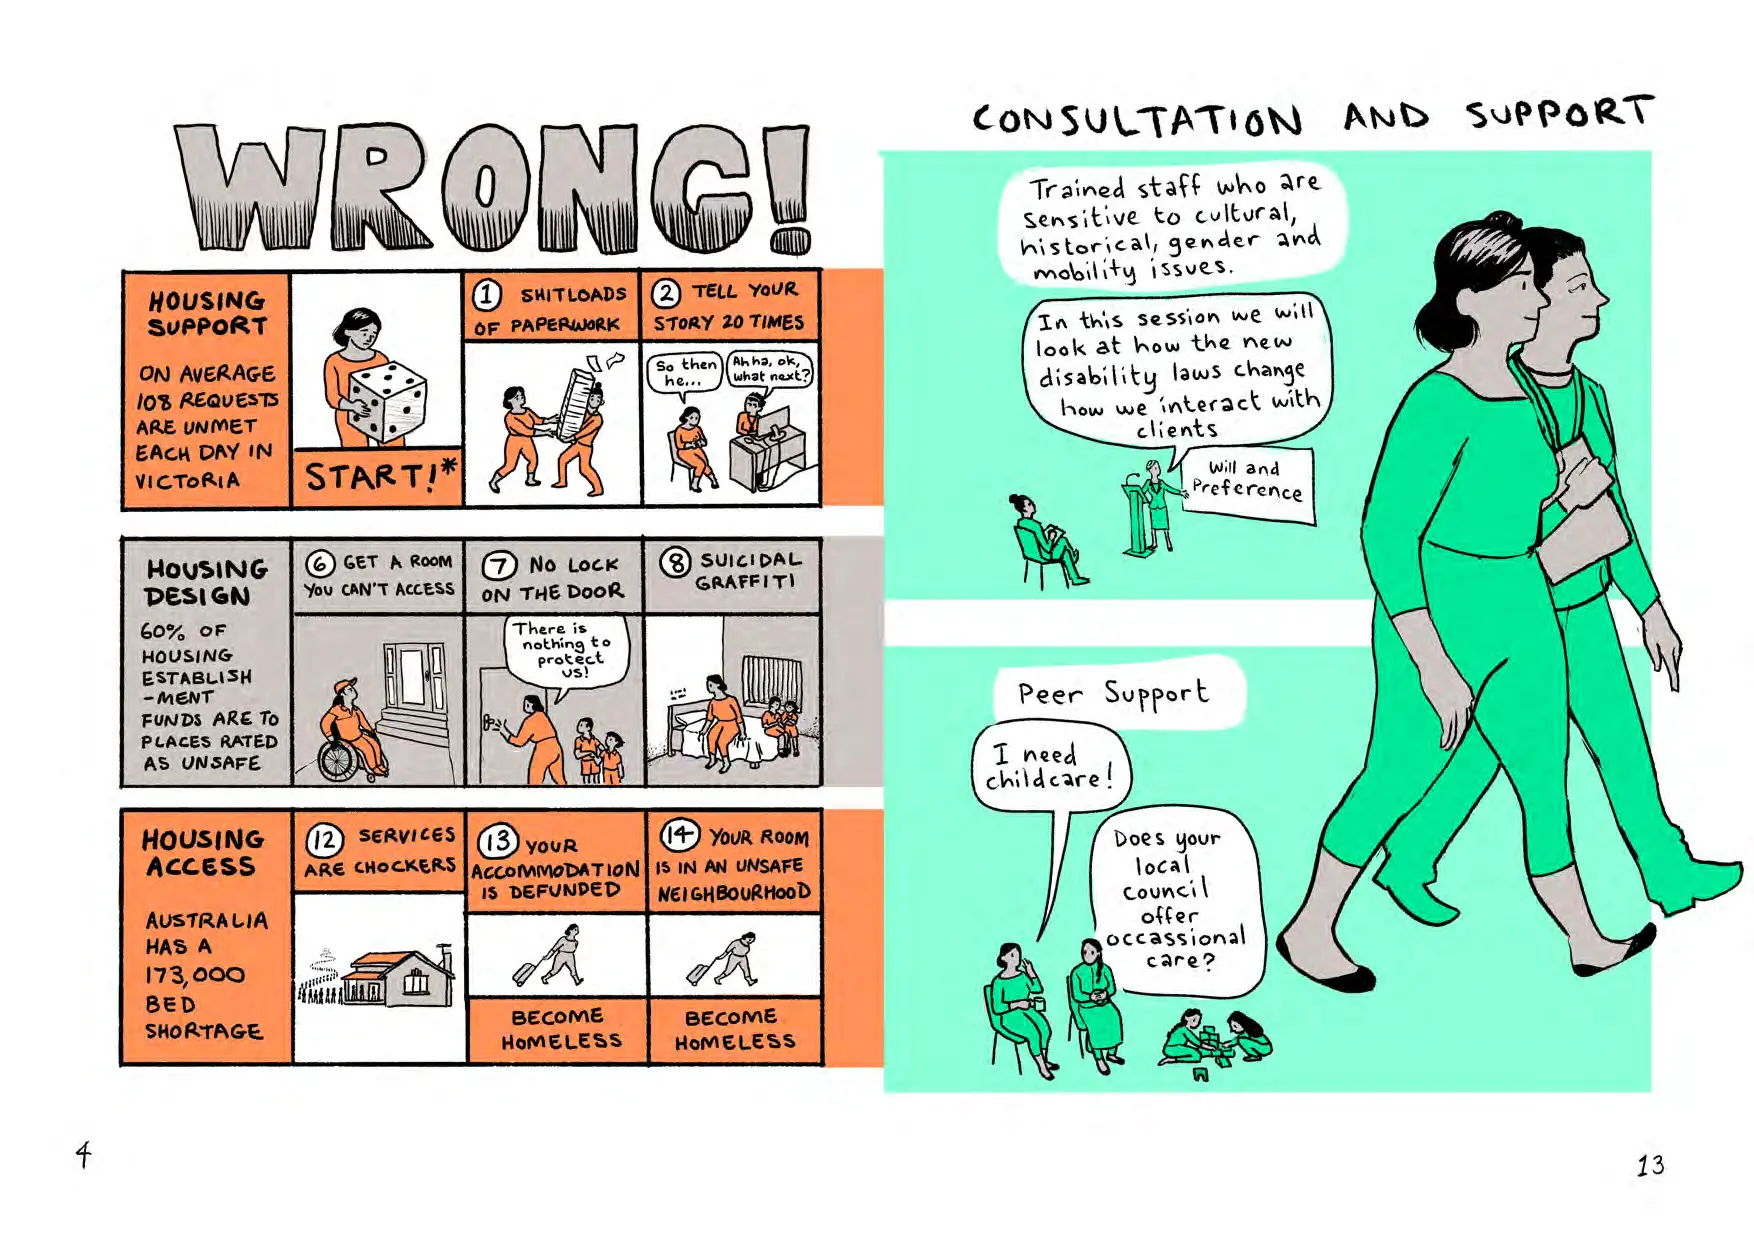 WRONG!
HOUSING
SUPPORT
ON AVERAGE
108 REQUESTS
ARE UNMET
EACH DAY IN
VICTORIA
START!*
1 SHITLOADS
OF PAPERWORK
2 TELL YOUR
STORY 20 TIMES
So then
he...
Ah ha, ok,
what next?
HOUSING
DESIGN
60% OF
HOUSING
ESTABLISH
-MENT
FUNDS ARE TO
PLACES RATED
AS UNSAFE
6 GET A ROOM
YOU CAN'T ACCESS
7 NO LOCK
ON THE DOOR
There is
nothing to
protect
us!
8 SUICIDAL
GRAFFITI
HOUSING
ACCESS
AUSTRALIA
HAS A
173,000
BED
SHORTAGE
12 SERVICES
ARE CHOCKERS
13 YOUR
ACCOMMODATION
IS DEFUNDED
BECOME
HOMELESS
14 YOUR ROOM
IS IN AN UNSAFE
NEIGHBOURHOOD
BECOME
HOMELESS
4
CONSULTATION AND SUPPORT
Trained staff who are
sensitive to cultural,
historical, gender and
mobility issues.
In this session we will
look at how the new
disability laws change
how we interact with
clients
Will and
Preference
Peer Support
I need
childcare!
Does your
local
council
offer
occassional
care?
13